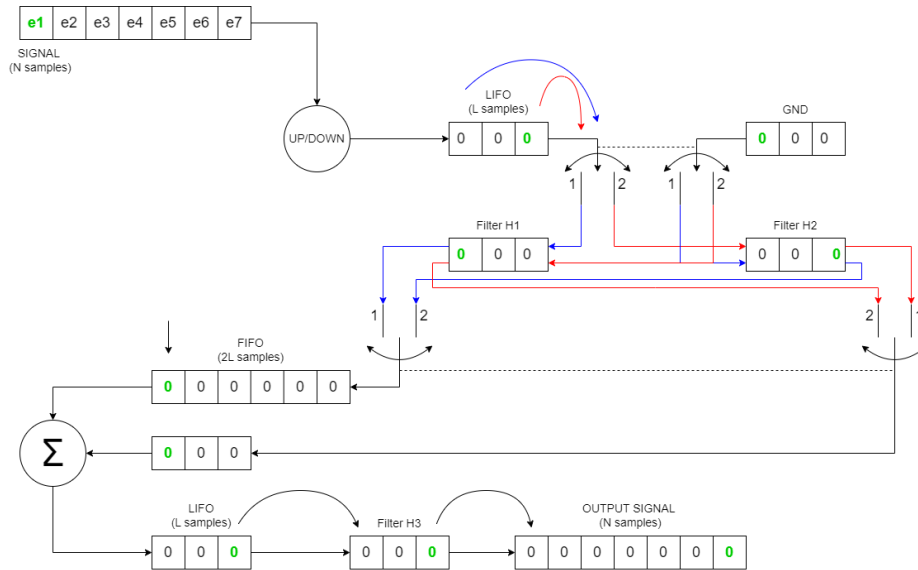 e1 e2 e3 e4 e5 e6 e7
SIGNAL
(N samples)
UP/DOWN
LIFO
(L samples)
0 0 0
GND
0 0 0
1 2 1 2
Filter H1
0 0 0
Filter H2
0 0 0
1 2
2 1
FIFO
(2L samples)
0 0 0 0 0 0
Σ
0 0 0
LIFO
(L samples)
0 0 0
Filter H3
0 0 0
OUTPUT SIGNAL
(N samples)
0 0 0 0 0 0 0